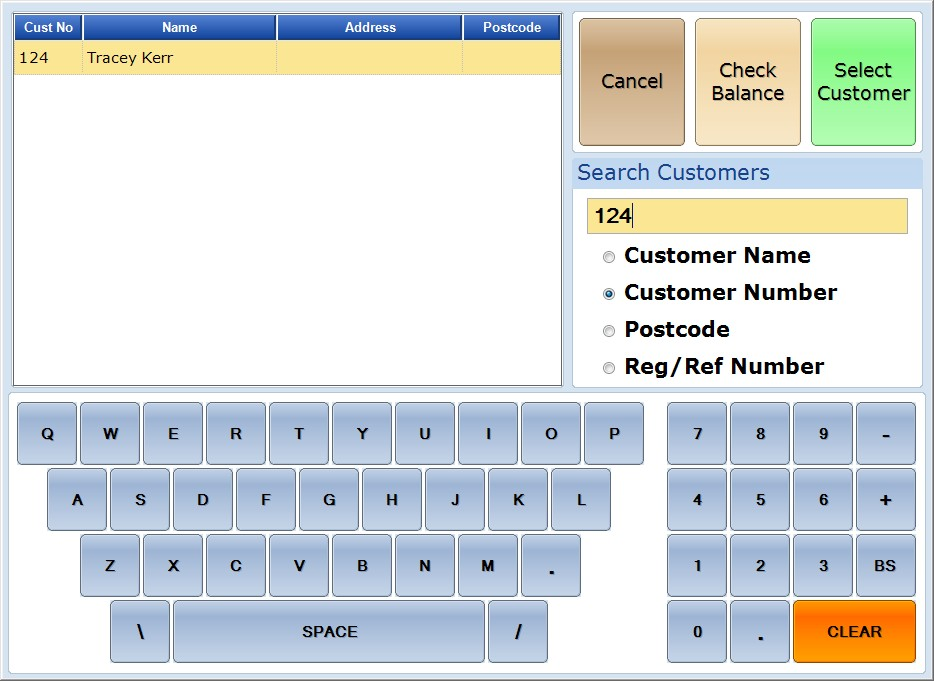 Cust No Name Address Postcode
124 Tracey Kerr
Cancel
Check
Balance
Select
Customer
Search Customers
124
Customer Name
Customer Number
Postcode
Reg/Ref Number
Q W E R T Y U I O P 7 8 9 -
A S D F G H J K L 4 5 6 +
Z X C V B N M . 1 2 3 BS
\ SPACE / 0 . CLEAR